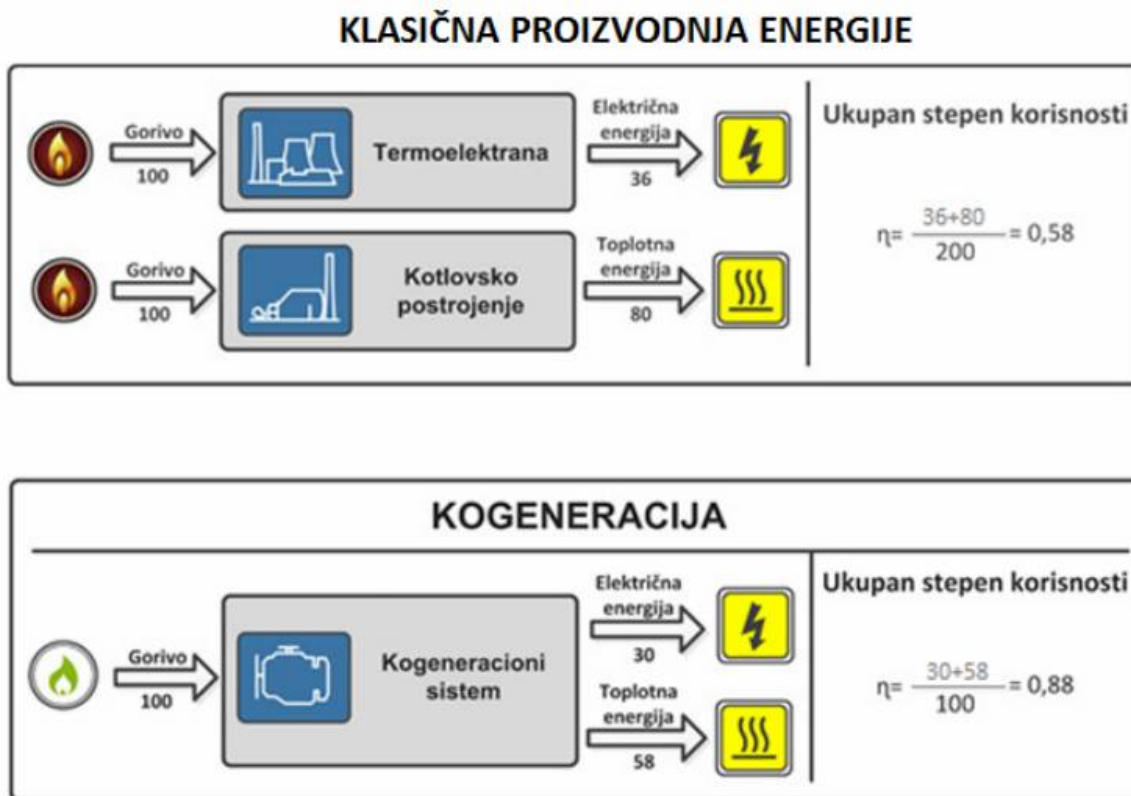 KLASIČNA PROIZVODNJA ENERGIJE
Gorivo
100
Termoelektrana
Električna
energija
36
Ukupan stepen korisnosti
η= 36+80 / 200 = 0,58
Gorivo
100
Kotlovsko
postrojenje
Toplotna
energija
80
KOGENERACIJA
Gorivo
100
Kogeneracioni
sistem
Električna
energija
30
Toplotna
energija
58
Ukupan stepen korisnosti
η= 30+58 / 100 = 0,88